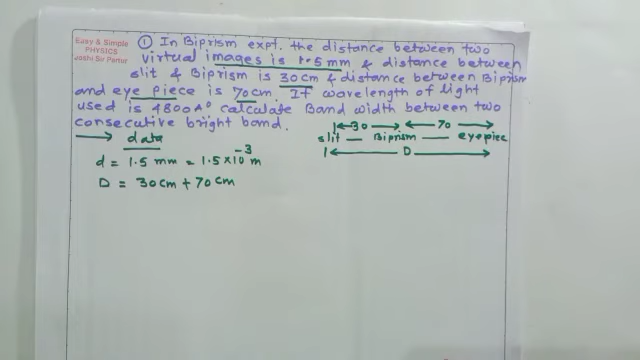 Easy & Simple
PHYSICS
Joshi Sir Partur
① In Biprism expt. the distance between two
virtual images is 1.5 mm & distance between
slit & Biprism is 30 cm & distance between Biprism
and eye piece is 70 cm. If wavelength of light
used is 4800 A° calculate Band width between two
consecutive bright band.
30 70
slit — Biprism — eyepiece
D
data
d = 1.5 mm = 1.5 × 10⁻³ m
D = 30 cm + 70 cm